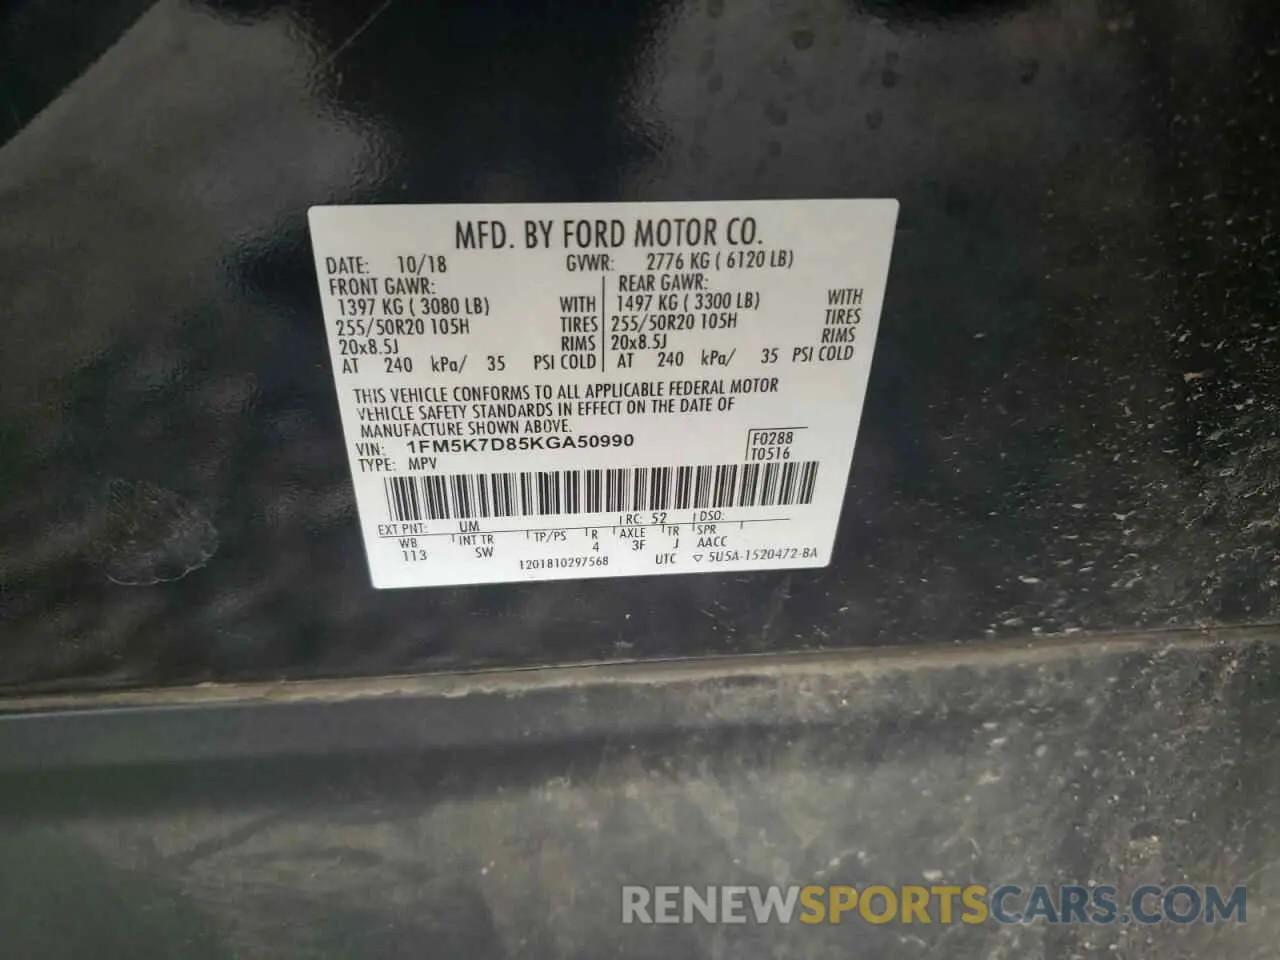 MFD. BY FORD MOTOR CO.
DATE: 10/18 GVWR: 2776 KG ( 6120 LB)
FRONT GAWR: REAR GAWR:
1397 KG ( 3080 LB) WITH 1497 KG ( 3300 LB) WITH
255/50R20 105H TIRES 255/50R20 105H TIRES
20x8.5J RIMS 20x8.5J RIMS
AT 240 kPa/ 35 PSI COLD AT 240 kPa/ 35 PSI COLD
THIS VEHICLE CONFORMS TO ALL APPLICABLE FEDERAL MOTOR
VEHICLE SAFETY STANDARDS IN EFFECT ON THE DATE OF
MANUFACTURE SHOWN ABOVE.
VIN: 1FM5K7D85KGA50990 F0288
TYPE: MPV T0516
EXT PNT: UM RC: 52 DSO:
WB INT TR TP/PS R AXLE TR SPR
113 SW 4 3F J AACC
1201810297568 UTC ▽ 5U5A-1520472-BA
RENEWSPORTSCARS.COM